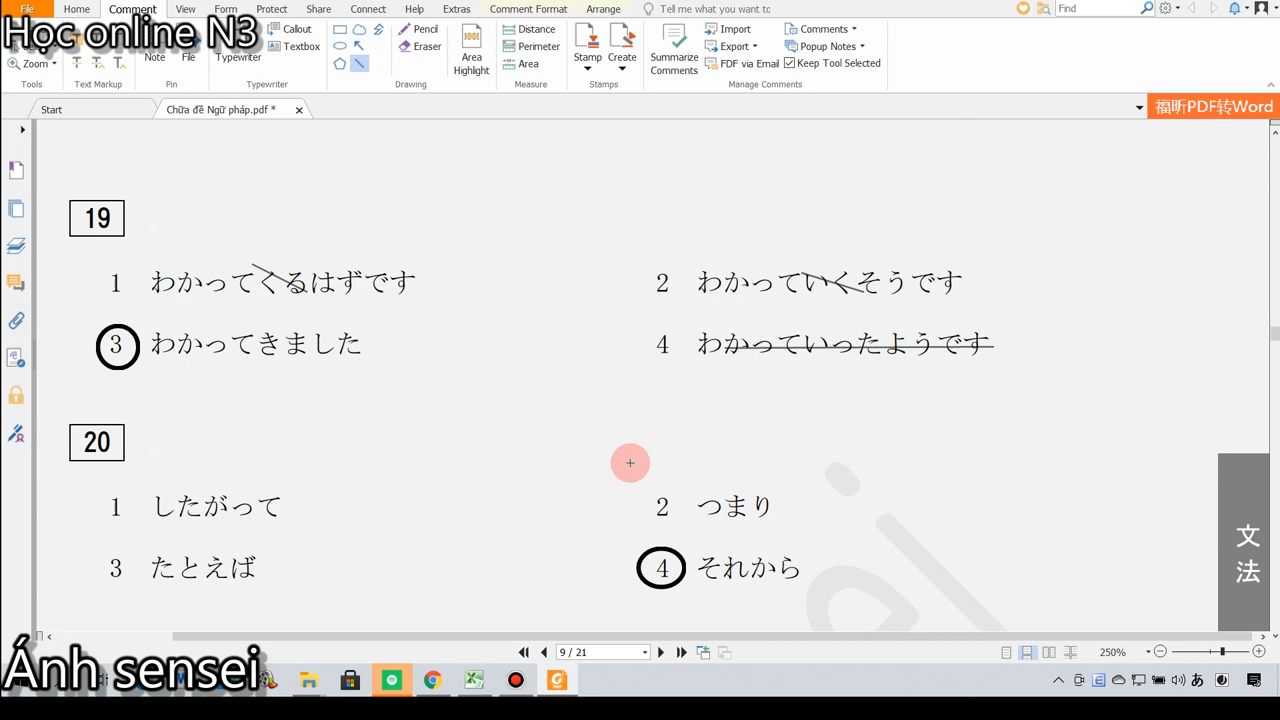 File Home Comment View Form Protect Share Connect Help Extras Comment Format Arrange Tell me what you want tc Find
Học online N3
Callout
Textbox
Zoom
Note
File
Typewriter
Pencil
Eraser
Area
Highlight
Distance
Perimeter
Area
Stamp
Create
Summarize
Comments
Import
Export
FDF via Email
Comments
Popup Notes
Keep Tool Selected
Tools Text Markup Typewriter Drawing Measure Stamps Manage Comments
Start
Chữa đề Ngữ pháp.pdf *
福昕PDF转Word
19
1 わかってくるはずです
2 わかっていくそうです
3 わかってきました
4 わかっていったようです
20
1 したがって
2 つまり
3 たとえば
4 それから
文
法
9 / 21
250%
Ánh sensei
あ